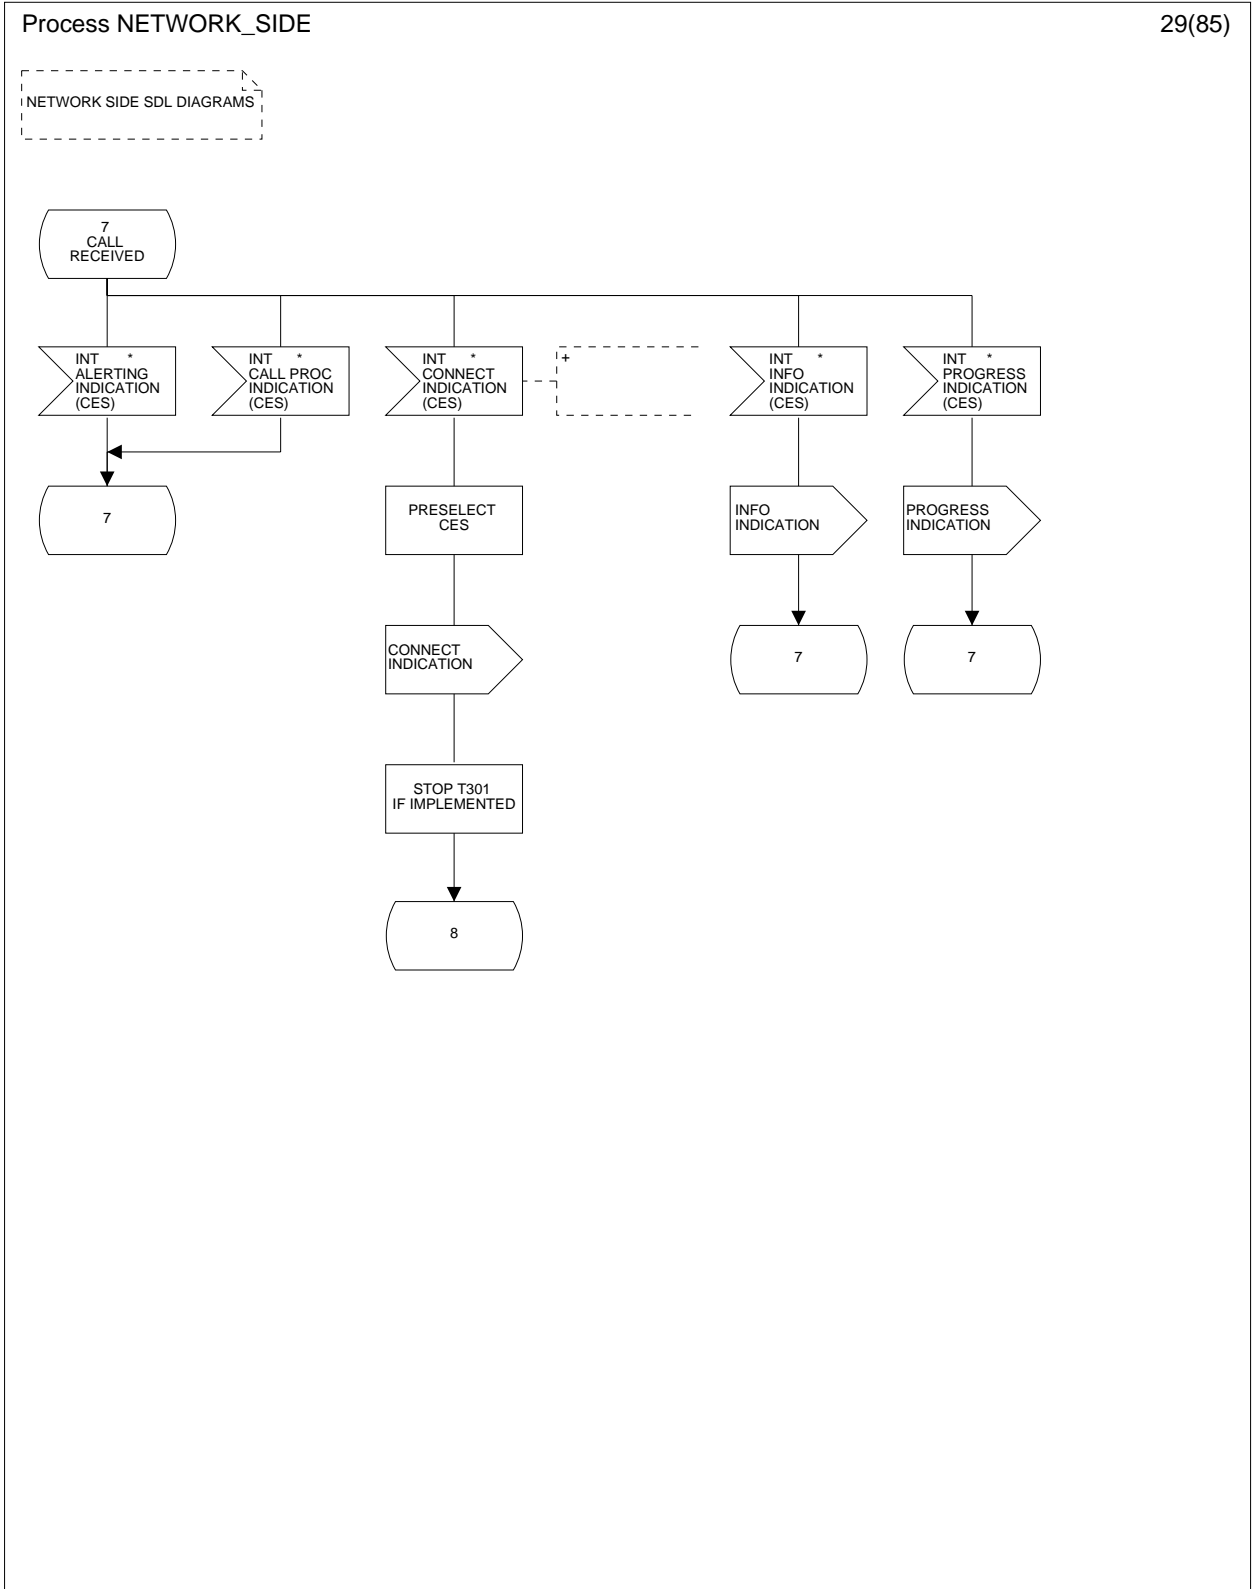 Process NETWORK_SIDE
29(85)
NETWORK SIDE SDL DIAGRAMS
7
CALL
RECEIVED
INT *
ALERTING
INDICATION
(CES)
INT *
CALL PROC
INDICATION
(CES)
INT *
CONNECT
INDICATION
(CES)
+
INT *
INFO
INDICATION
(CES)
INT *
PROGRESS
INDICATION
(CES)
7
PRESELECT
CES
INFO
INDICATION
PROGRESS
INDICATION
CONNECT
INDICATION
7
7
STOP T301
IF IMPLEMENTED
8